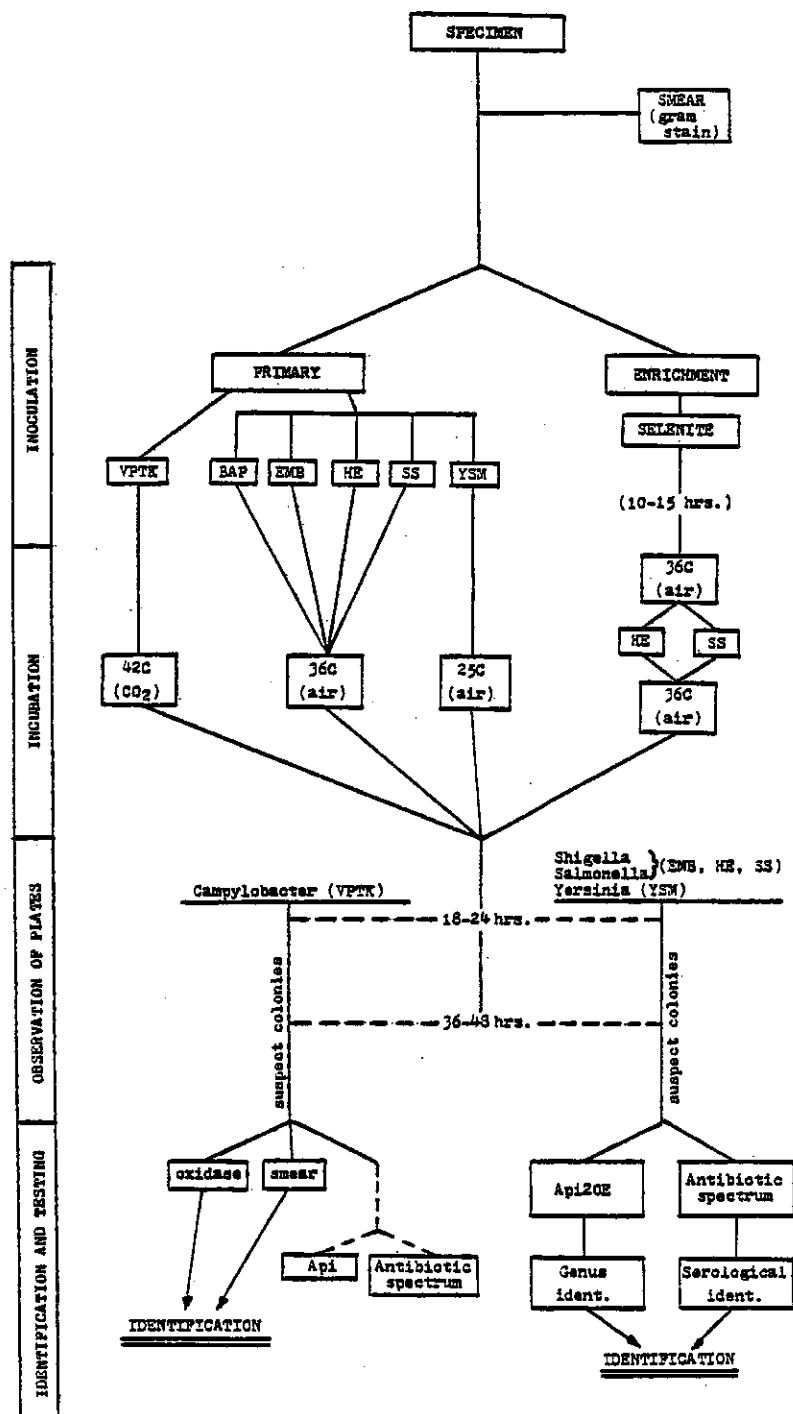 SPECIMEN
SMEAR
(gram
stain)
INOCULATION
PRIMARY
ENRICHMENT
SELENITE
VPTK
BAP
EMB
HE
SS
YSM
(10-15 hrs.)
INCUBATION
36C
(air)
HE
SS
42C
(CO2)
36C
(air)
25C
(air)
36C
(air)
OBSERVATION OF PLATES
Campylobacter (VPTK)
Shigella
Salmonella}(EMB, HE, SS)
Yersinia (YSM)
18-24 hrs.
36-48 hrs.
suspect colonies
suspect colonies
IDENTIFICATION AND TESTING
oxidase
smear
Api
Antibiotic
spectrum
IDENTIFICATION
Api20E
Antibiotic
spectrum
Genus
ident.
Serological
ident.
IDENTIFICATION